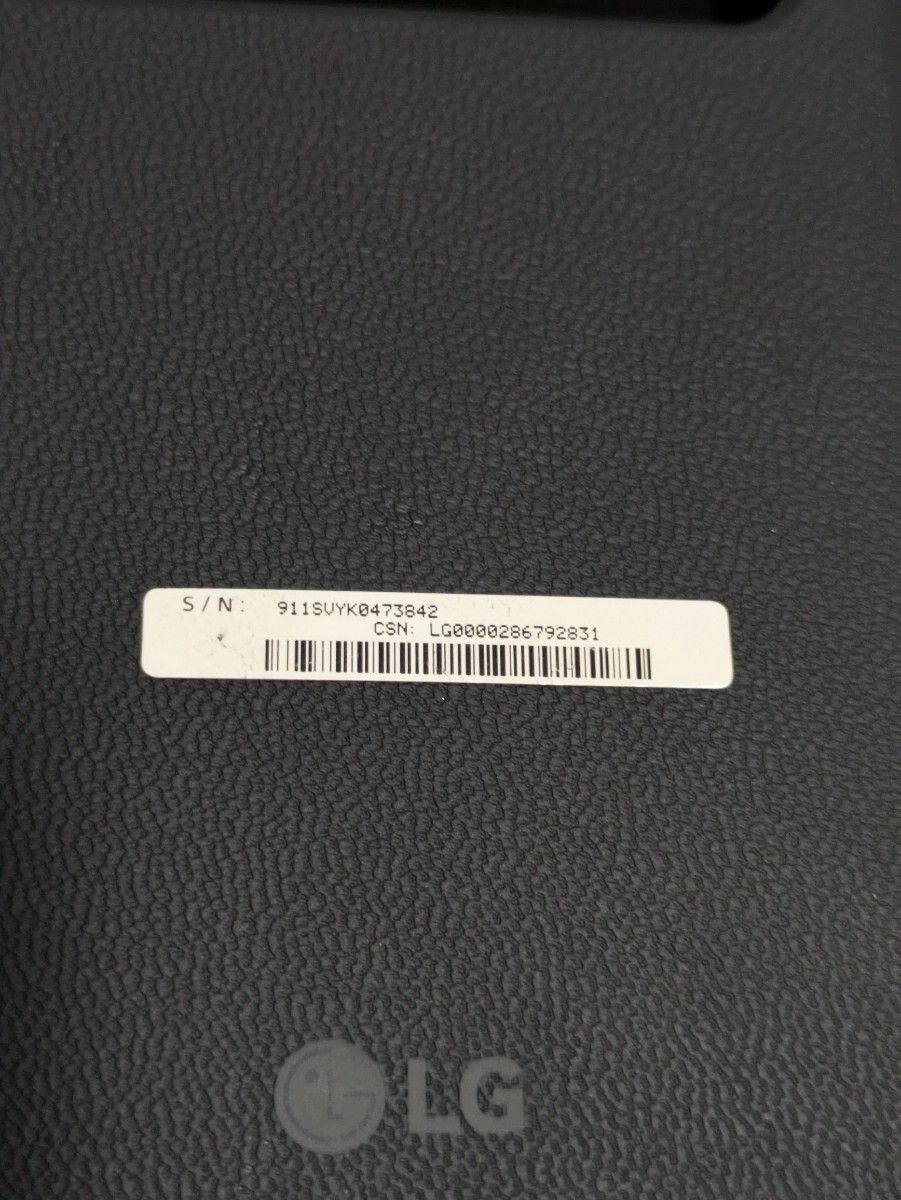 S/N: 911SVYK0473842
CSN: LG0000286792831
LG